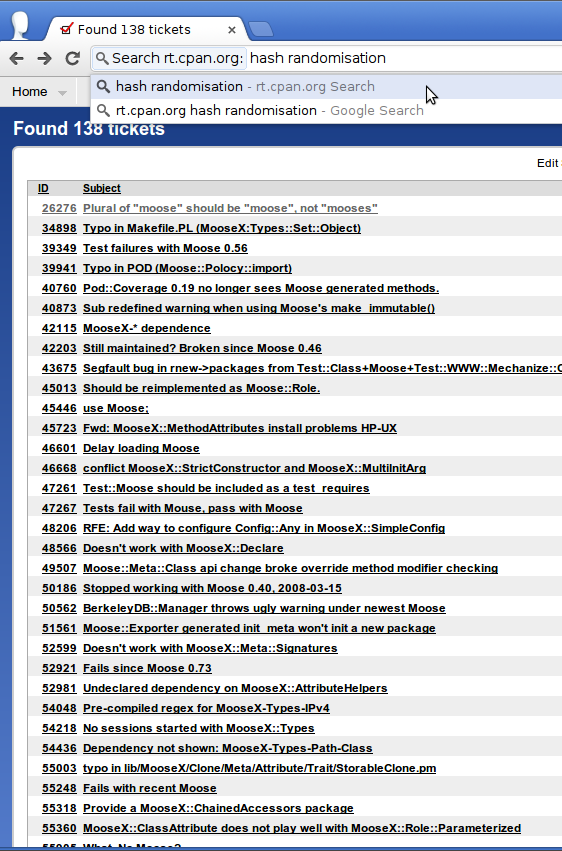 Found 138 tickets
Search rt.cpan.org: hash randomisation
hash randomisation - rt.cpan.org Search
rt.cpan.org hash randomisation - Google Search
Home
Found 138 tickets
Edit
ID Subject
26276 Plural of "moose" should be "moose", not "mooses"
34898 Typo in Makefile.PL (MooseX:Types::Set::Object)
39349 Test failures with Moose 0.56
39941 Typo in POD (Moose::Polocy::import)
40760 Pod::Coverage 0.19 no longer sees Moose generated methods.
40873 Sub redefined warning when using Moose's make_immutable()
42115 MooseX-* dependence
42203 Still maintained? Broken since Moose 0.46
43675 Segfault bug in rnew->packages from Test::Class+Moose+Test::WWW::Mechanize::C
45013 Should be reimplemented as Moose::Role.
45446 use Moose;
45723 Fwd: MooseX::MethodAttributes install problems HP-UX
46601 Delay loading Moose
46668 conflict MooseX::StrictConstructor and MooseX::MultiInitArg
47261 Test::Moose should be included as a test_requires
47267 Tests fail with Mouse, pass with Moose
48206 RFE: Add way to configure Config::Any in MooseX::SimpleConfig
48566 Doesn't work with MooseX::Declare
49507 Moose::Meta::Class api change broke override method modifier checking
50186 Stopped working with Moose 0.40, 2008-03-15
50562 BerkeleyDB::Manager throws ugly warning under newest Moose
51561 Moose::Exporter generated init_meta won't init a new package
52599 Doesn't work with MooseX::Meta::Signatures
52921 Fails since Moose 0.73
52981 Undeclared dependency on MooseX::AttributeHelpers
54048 Pre-compiled regex for MooseX-Types-IPv4
54218 No sessions started with MooseX::Types
54436 Dependency not shown: MooseX-Types-Path-Class
55003 typo in lib/MooseX/Clone/Meta/Attribute/Trait/StorableClone.pm
55248 Fails with recent Moose
55318 Provide a MooseX::ChainedAccessors package
55360 MooseX::ClassAttribute does not play well with MooseX::Role::Parameterized
What, No Moose?